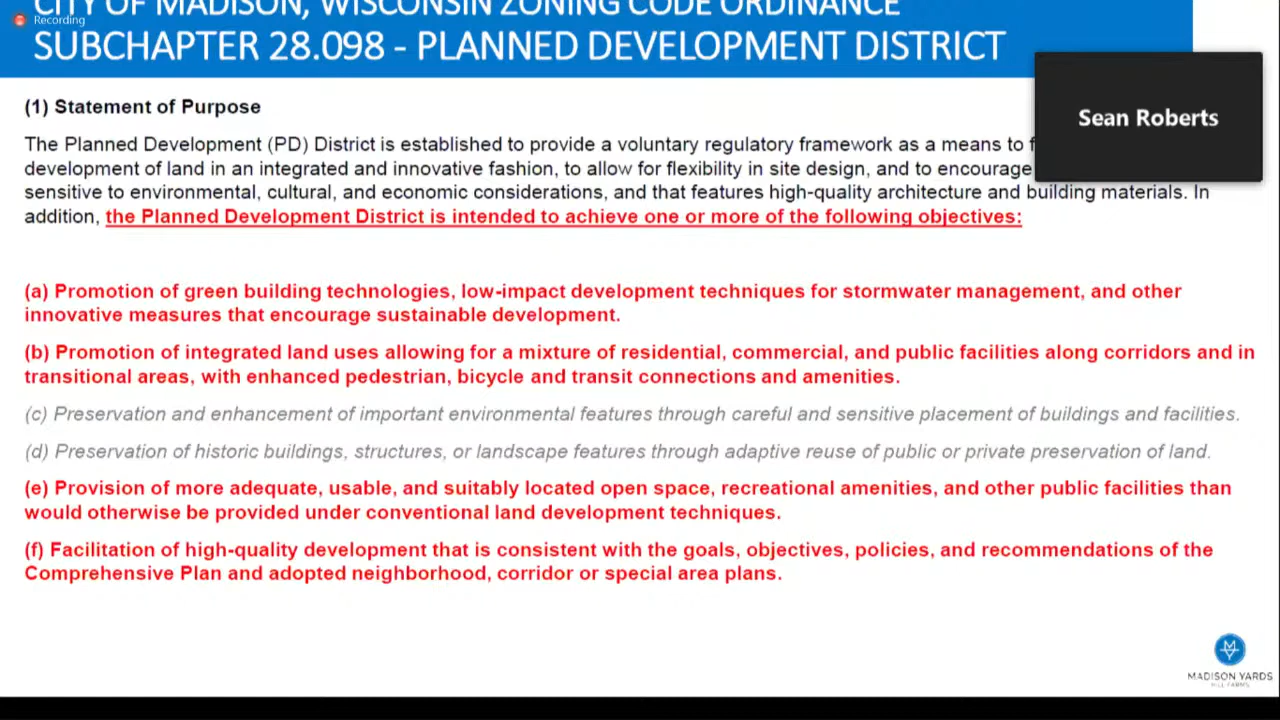 CITY OF MADISON, WISCONSIN ZONING CODE ORDINANCE
Recording
SUBCHAPTER 28.098 - PLANNED DEVELOPMENT DISTRICT
Sean Roberts
(1) Statement of Purpose
The Planned Development (PD) District is established to provide a voluntary regulatory framework as a means to
development of land in an integrated and innovative fashion, to allow for flexibility in site design, and to encourage
sensitive to environmental, cultural, and economic considerations, and that features high-quality architecture and building materials. In
addition, the Planned Development District is intended to achieve one or more of the following objectives:
(a) Promotion of green building technologies, low-impact development techniques for stormwater management, and other
innovative measures that encourage sustainable development.
(b) Promotion of integrated land uses allowing for a mixture of residential, commercial, and public facilities along corridors and in
transitional areas, with enhanced pedestrian, bicycle and transit connections and amenities.
(c) Preservation and enhancement of important environmental features through careful and sensitive placement of buildings and facilities.
(d) Preservation of historic buildings, structures, or landscape features through adaptive reuse of public or private preservation of land.
(e) Provision of more adequate, usable, and suitably located open space, recreational amenities, and other public facilities than
would otherwise be provided under conventional land development techniques.
(f) Facilitation of high-quality development that is consistent with the goals, objectives, policies, and recommendations of the
Comprehensive Plan and adopted neighborhood, corridor or special area plans.
MADISON YARDS
HILL FARMS